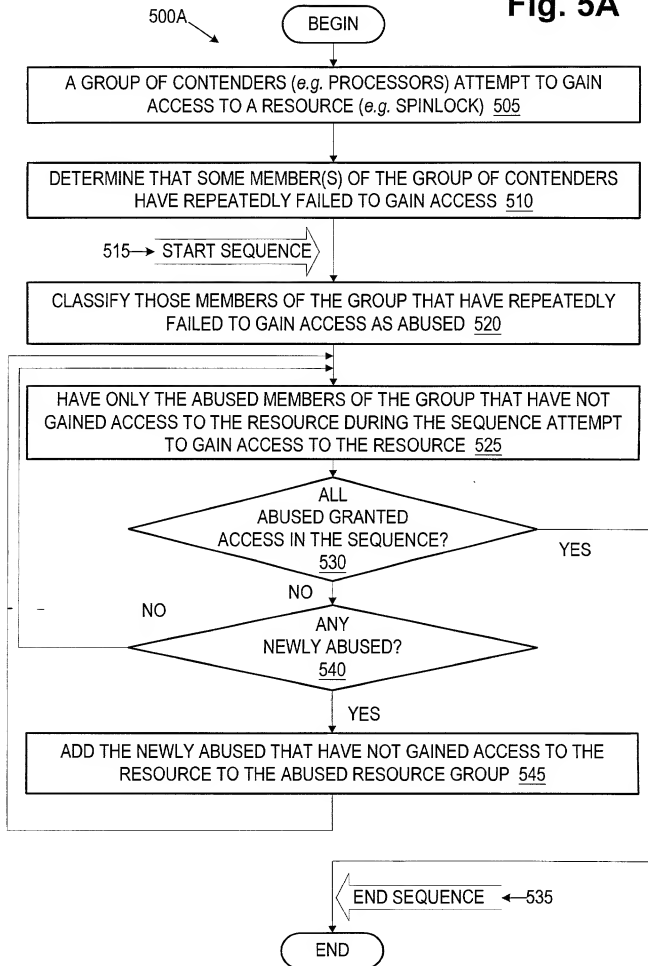 Fig. 5A
500A
BEGIN
A GROUP OF CONTENDERS (e.g. PROCESSORS) ATTEMPT TO GAIN
ACCESS TO A RESOURCE (e.g. SPINLOCK) 505
DETERMINE THAT SOME MEMBER(S) OF THE GROUP OF CONTENDERS
HAVE REPEATEDLY FAILED TO GAIN ACCESS 510
515 START SEQUENCE
CLASSIFY THOSE MEMBERS OF THE GROUP THAT HAVE REPEATEDLY
FAILED TO GAIN ACCESS AS ABUSED 520
HAVE ONLY THE ABUSED MEMBERS OF THE GROUP THAT HAVE NOT
GAINED ACCESS TO THE RESOURCE DURING THE SEQUENCE ATTEMPT
TO GAIN ACCESS TO THE RESOURCE 525
ALL
ABUSED GRANTED
ACCESS IN THE SEQUENCE?
530
YES
NO
NO
ANY
NEWLY ABUSED?
540
YES
ADD THE NEWLY ABUSED THAT HAVE NOT GAINED ACCESS TO THE
RESOURCE TO THE ABUSED RESOURCE GROUP 545
END SEQUENCE 535
END